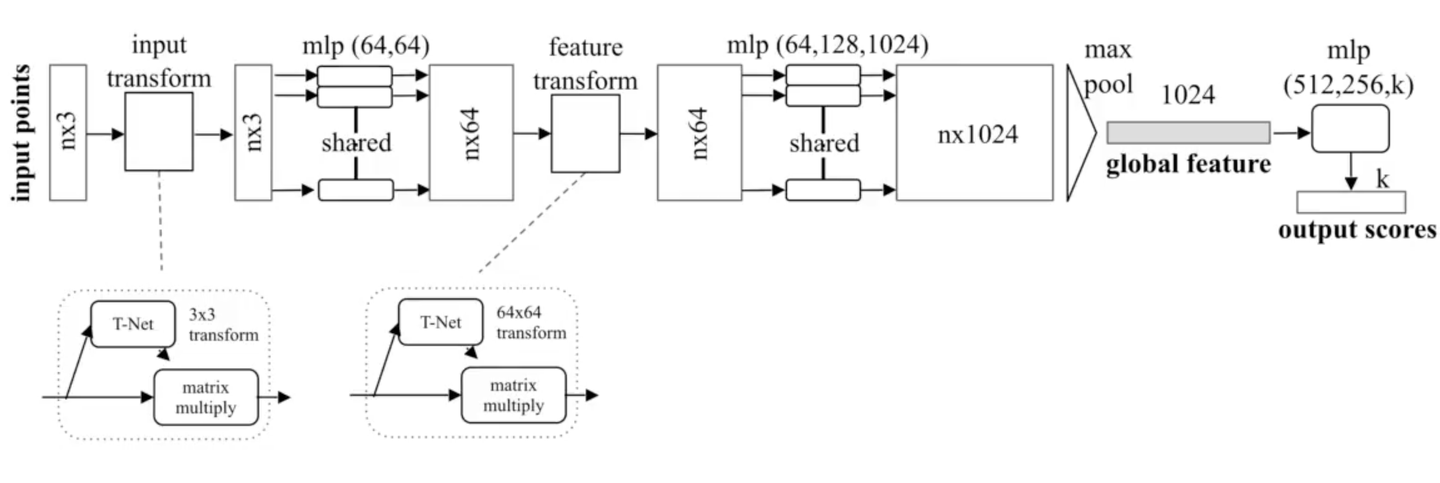 input points
nx3
input
transform
nx3
mlp (64,64)
shared
nx64
feature
transform
nx64
mlp (64,128,1024)
shared
nx1024
max
pool
1024
global feature
mlp
(512,256,k)
k
output scores
T-Net
3x3
transform
matrix
multiply
T-Net
64x64
transform
matrix
multiply